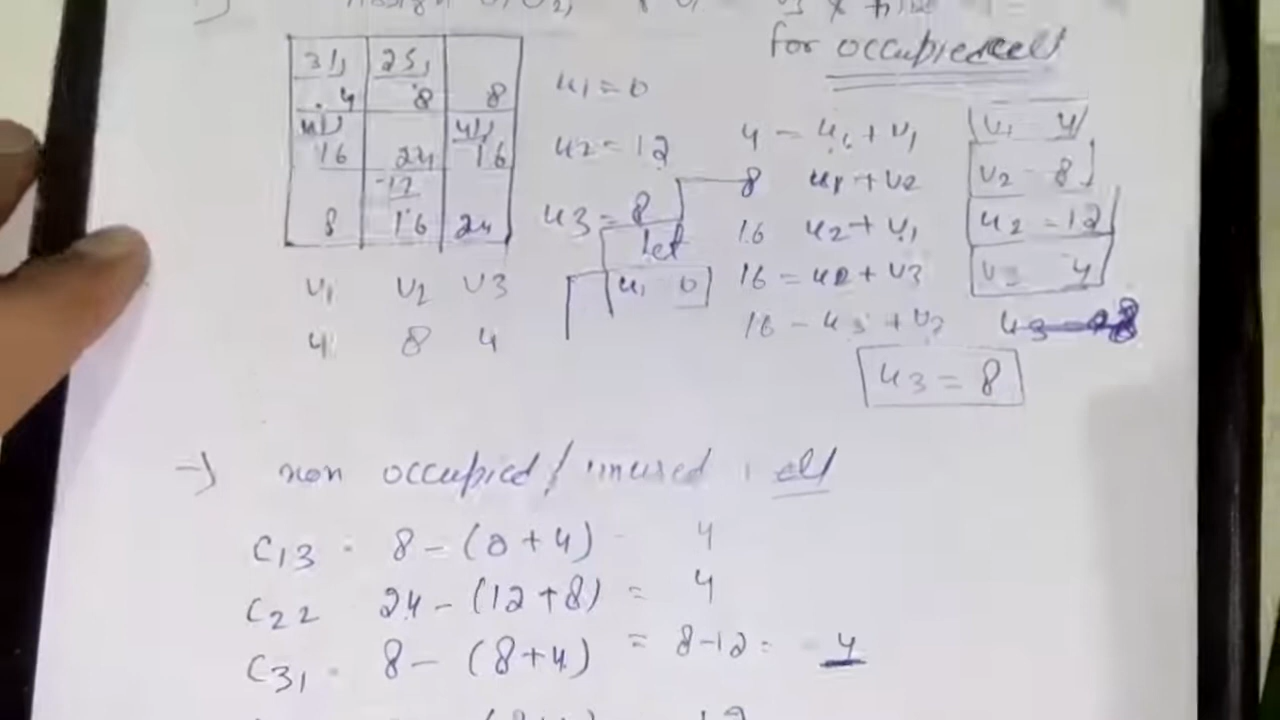 for occupied cell
31 25
4 8 8
41 41
16 24 16
12
8 16 24
V1 V2 V3
4 8 4
u1 = 0
u2 = 12
u3 = 8
let
u1 0
4 - u1 + V1
8 u1 + V2
16 u2 + V1
16 = u2 + V3
16 - u3 + V2
V1 4
V2 8
u2 = 12
4
u3 = 8
→ non occupied / unused cell
C13 - 8 - (0 + 4) - 4
C22 24 - (12 + 8) = 4
C31 - 8 - (8 + 4) = 8 - 12 = -4